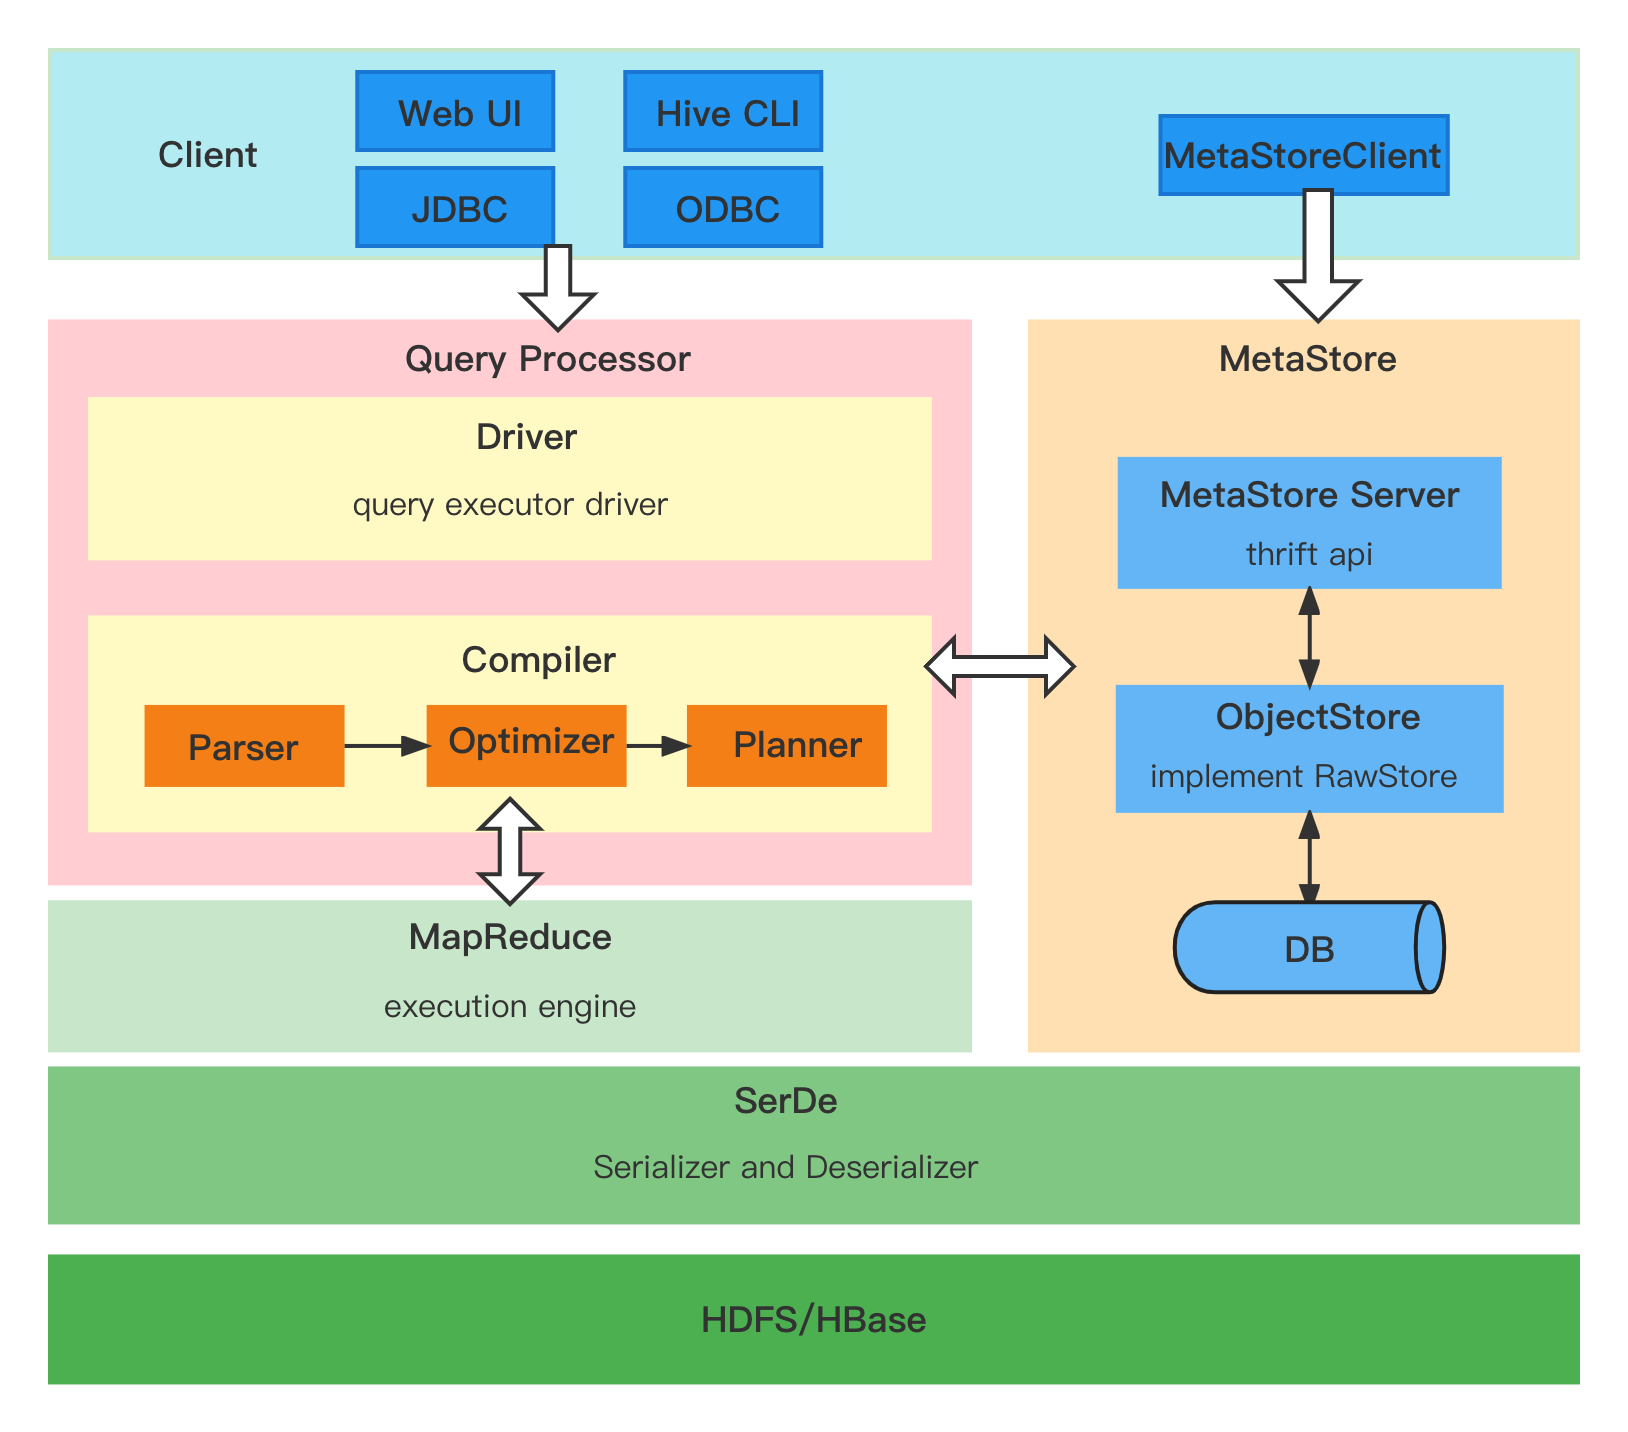 Client
Web UI
Hive CLI
JDBC
ODBC
MetaStoreClient
Query Processor
Driver
query executor driver
Compiler
Parser
Optimizer
Planner
MetaStore
MetaStore Server
thrift api
ObjectStore
implement RawStore
DB
MapReduce
execution engine
SerDe
Serializer and Deserializer
HDFS/HBase